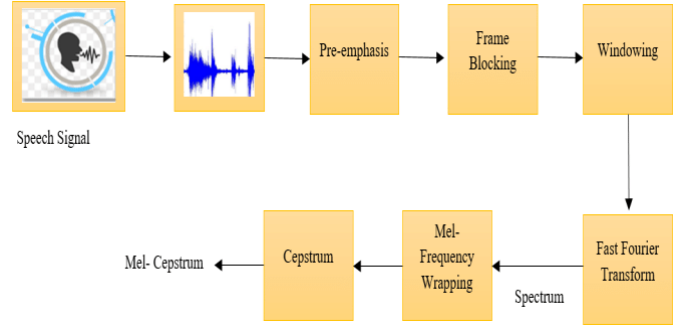 Speech Signal
Pre-emphasis
Frame
Blocking
Windowing
Fast Fourier
Transform
Spectrum
Mel-
Frequency
Wrapping
Cepstrum
Mel- Cepstrum